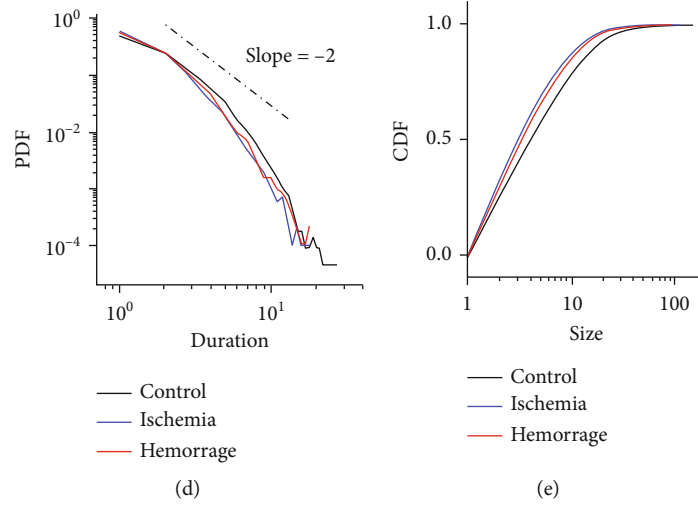 10^0
10^-2
10^-4
PDF
Slope = –2
10^0
10^1
Duration
Control
Ischemia
Hemorrage
(d)
1.0
0.5
0.0
CDF
1
10
100
Size
Control
Ischemia
Hemorrage
(e)